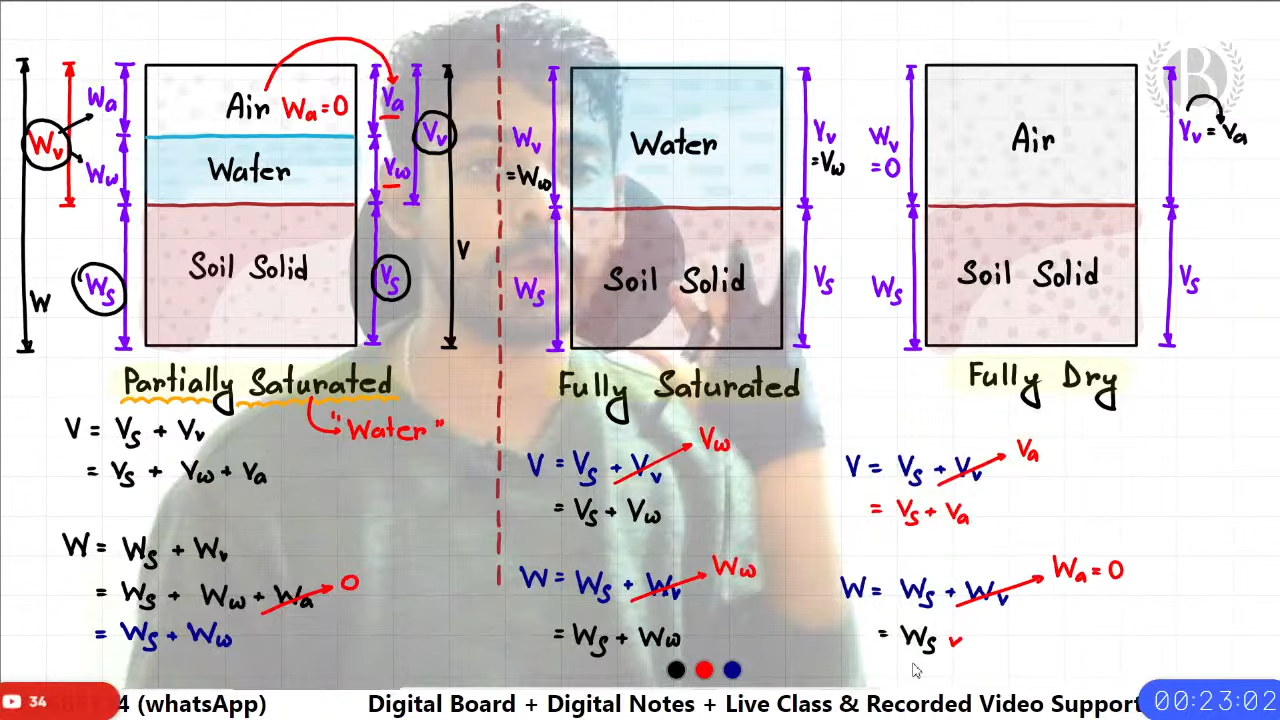 Wa
Air Wa=0
Va
Wv
Vv
Ww
Water
Vw
Ws
Soil Solid
Vs
W
V
Partially Saturated
"Water"
V = Vs + Vv
= Vs + Vw + Va
W = Ws + Wv
= Ws + Ww + Wa 0
= Ws + Ww
Wv
= Ww
Water
Vv
= Vw
Ws
Soil Solid
Vs
Fully Saturated
V = Vs + Vv Vw
= Vs + Vw
W = Ws + Wv Ww
= Ws + Ww
B
Wv
= 0
Air
Vv = Va
Ws
Soil Solid
Vs
Fully Dry
V = Vs + Vv Va
= Vs + Va
W = Ws + Wv Wa = 0
= Ws
34
4 (whatsApp) Digital Board + Digital Notes + Live Class & Recorded Video Support
00:23:02